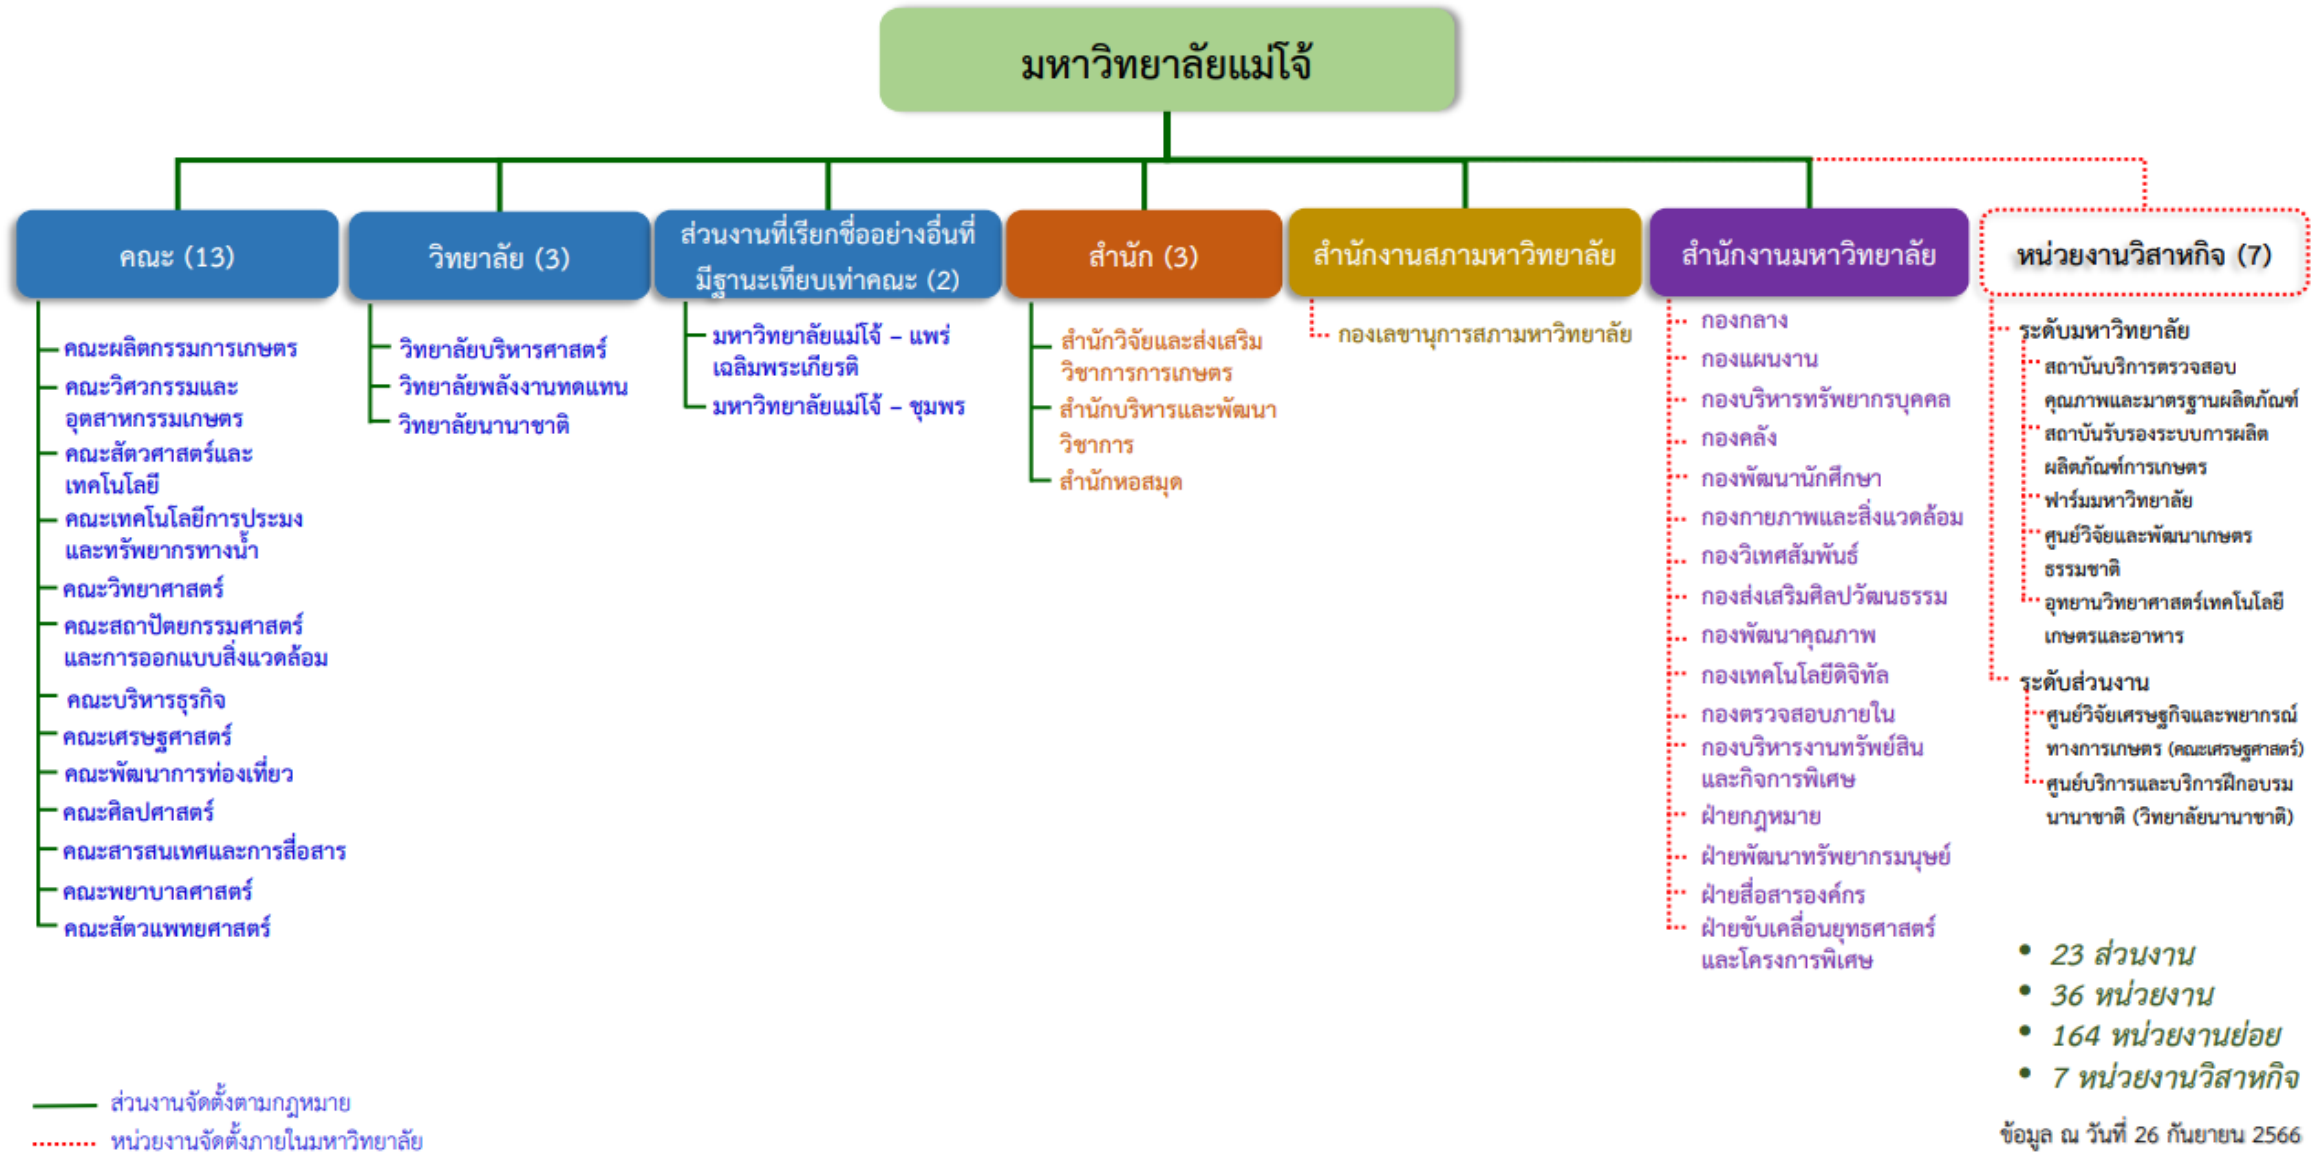 มหาวิทยาลัยแม่โจ้
คณะ (13)
คณะผลิตกรรมการเกษตร
คณะวิศวกรรมและ
อุตสาหกรรมเกษตร
คณะสัตวศาสตร์และ
เทคโนโลยี
คณะเทคโนโลยีการประมง
และทรัพยากรทางน้ำ
คณะวิทยาศาสตร์
คณะสถาปัตยกรรมศาสตร์
และการออกแบบสิ่งแวดล้อม
คณะบริหารธุรกิจ
คณะเศรษฐศาสตร์
คณะพัฒนาการท่องเที่ยว
คณะศิลปศาสตร์
คณะสารสนเทศและการสื่อสาร
คณะพยาบาลศาสตร์
คณะสัตวแพทยศาสตร์
วิทยาลัย (3)
วิทยาลัยบริหารศาสตร์
วิทยาลัยพลังงานทดแทน
วิทยาลัยนานาชาติ
ส่วนงานที่เรียกชื่ออย่างอื่นที่
มีฐานะเทียบเท่าคณะ (2)
มหาวิทยาลัยแม่โจ้ – แพร่
เฉลิมพระเกียรติ
มหาวิทยาลัยแม่โจ้ – ชุมพร
สำนัก (3)
สำนักวิจัยและส่งเสริม
วิชาการการเกษตร
สำนักบริหารและพัฒนา
วิชาการ
สำนักหอสมุด
สำนักงานสภามหาวิทยาลัย
กองเลขานุการสภามหาวิทยาลัย
สำนักงานมหาวิทยาลัย
กองกลาง
กองแผนงาน
กองบริหารทรัพยากรบุคคล
กองคลัง
กองพัฒนานักศึกษา
กองกายภาพและสิ่งแวดล้อม
กองวิเทศสัมพันธ์
กองส่งเสริมศิลปวัฒนธรรม
กองพัฒนาคุณภาพ
กองเทคโนโลยีดิจิทัล
กองตรวจสอบภายใน
กองบริหารงานทรัพย์สิน
และกิจการพิเศษ
ฝ่ายกฎหมาย
ฝ่ายพัฒนาทรัพยากรมนุษย์
ฝ่ายสื่อสารองค์กร
ฝ่ายขับเคลื่อนยุทธศาสตร์
และโครงการพิเศษ
หน่วยงานวิสาหกิจ (7)
ระดับมหาวิทยาลัย
สถาบันบริการตรวจสอบ
คุณภาพและมาตรฐานผลิตภัณฑ์
สถาบันรับรองระบบการผลิต
ผลิตภัณฑ์การเกษตร
ฟาร์มมหาวิทยาลัย
ศูนย์วิจัยและพัฒนาเกษตร
ธรรมชาติ
อุทยานวิทยาศาสตร์เทคโนโลยี
เกษตรและอาหาร
ระดับส่วนงาน
ศูนย์วิจัยเศรษฐกิจและพยากรณ์
ทางการเกษตร (คณะเศรษฐศาสตร์)
ศูนย์บริการและบริการฝึกอบรม
นานาชาติ (วิทยาลัยนานาชาติ)
• 23 ส่วนงาน
• 36 หน่วยงาน
• 164 หน่วยงานย่อย
• 7 หน่วยงานวิสาหกิจ
ส่วนงานจัดตั้งตามกฎหมาย
หน่วยงานจัดตั้งภายในมหาวิทยาลัย
ข้อมูล ณ วันที่ 26 กันยายน 2566